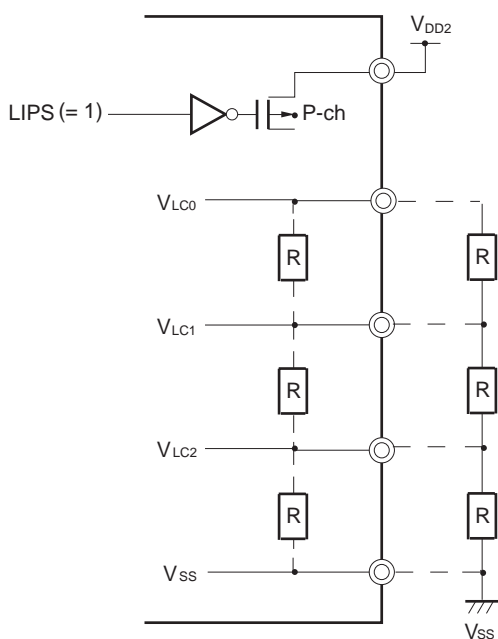 VDD2
LIPS (= 1)
P-ch
VLC0
R
R
VLC1
R
R
VLC2
R
R
VSS
VSS